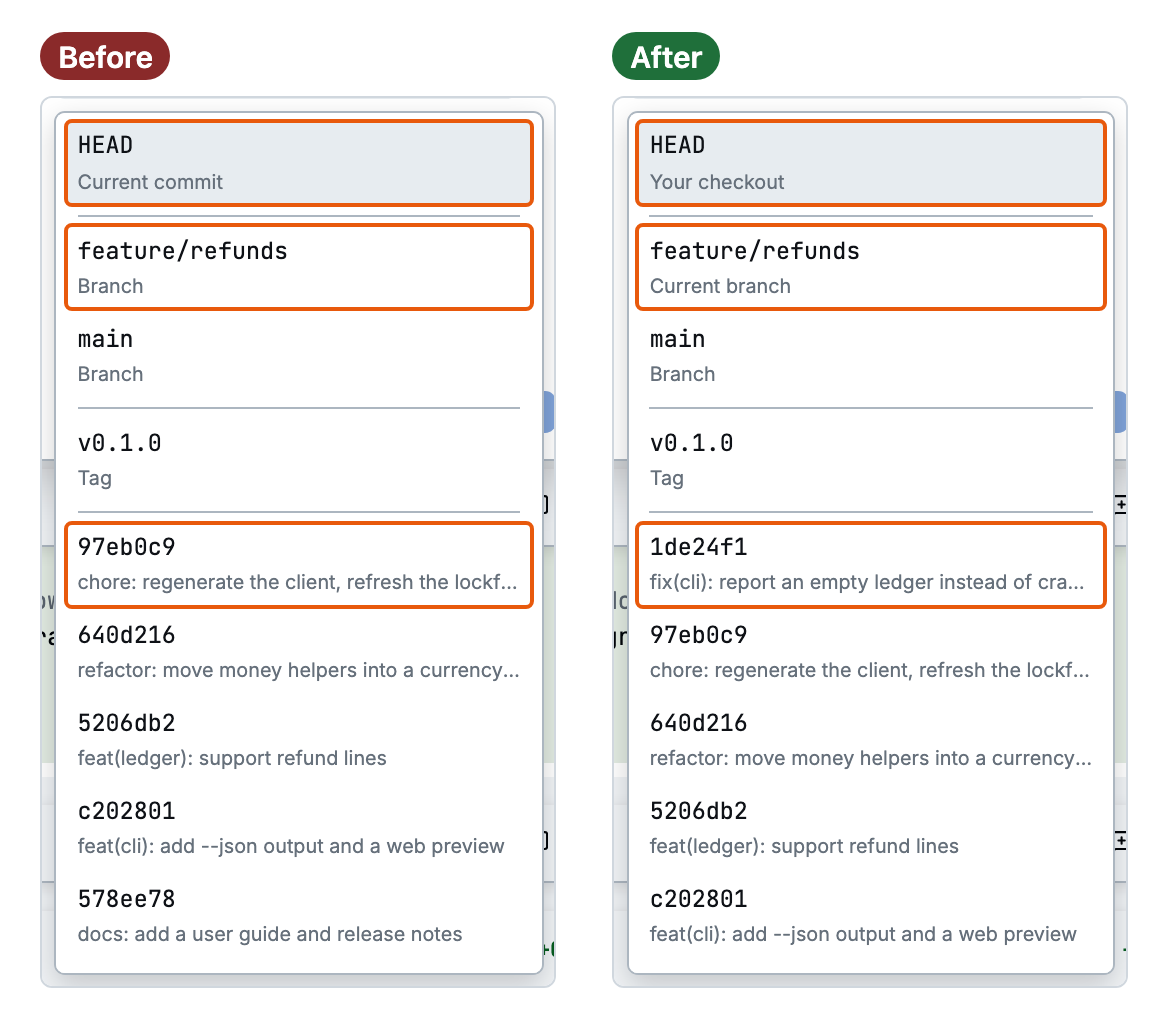 Before
HEAD
Current commit
feature/refunds
Branch
main
Branch
v0.1.0
Tag
97eb0c9
chore: regenerate the client, refresh the lockf...
640d216
refactor: move money helpers into a currency...
5206db2
feat(ledger): support refund lines
c202801
feat(cli): add --json output and a web preview
578ee78
docs: add a user guide and release notes
After
HEAD
Your checkout
feature/refunds
Current branch
main
Branch
v0.1.0
Tag
1de24f1
fix(cli): report an empty ledger instead of cra...
97eb0c9
chore: regenerate the client, refresh the lockf...
640d216
refactor: move money helpers into a currency...
5206db2
feat(ledger): support refund lines
c202801
feat(cli): add --json output and a web preview